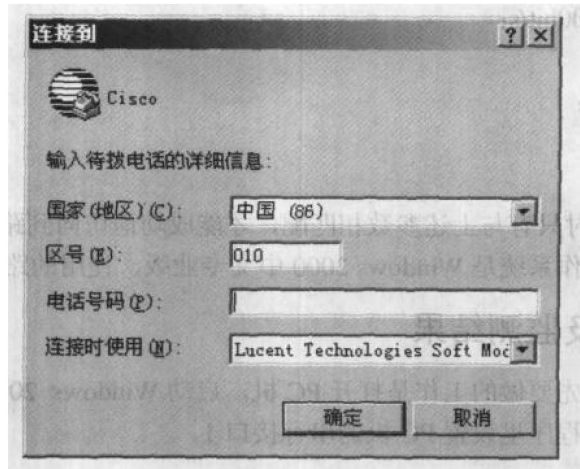 连接到
Cisco
输入待拨电话的详细信息:
国家(地区)(C): 中国 (86)
区号(E): 010
电话号码(P):
连接时使用(N): Lucent Technologies Soft Moc
确定 取消